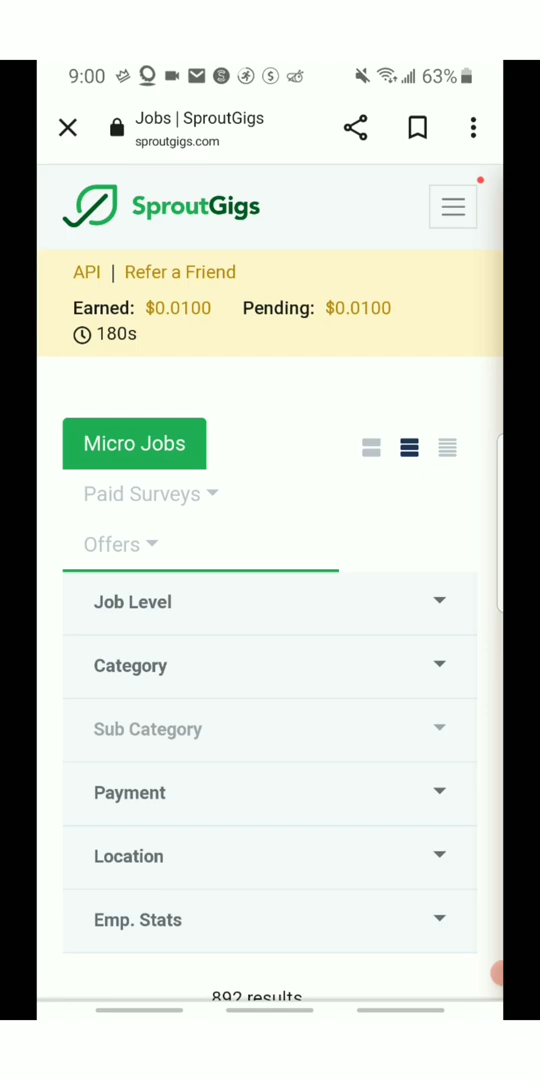 9:00 63%
Jobs | SproutGigs
sproutgigs.com
SproutGigs
API | Refer a Friend
Earned: $0.0100 Pending: $0.0100
180s
Micro Jobs
Paid Surveys
Offers
Job Level
Category
Sub Category
Payment
Location
Emp. Stats
892 results